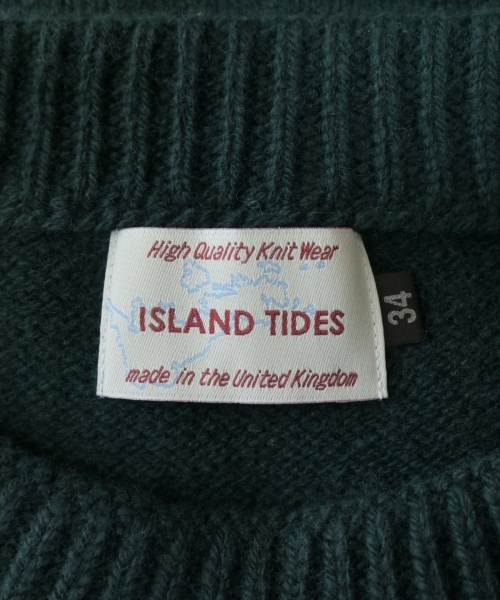 High Quality Knit Wear
ISLAND TIDES
made in the United Kingdom
34